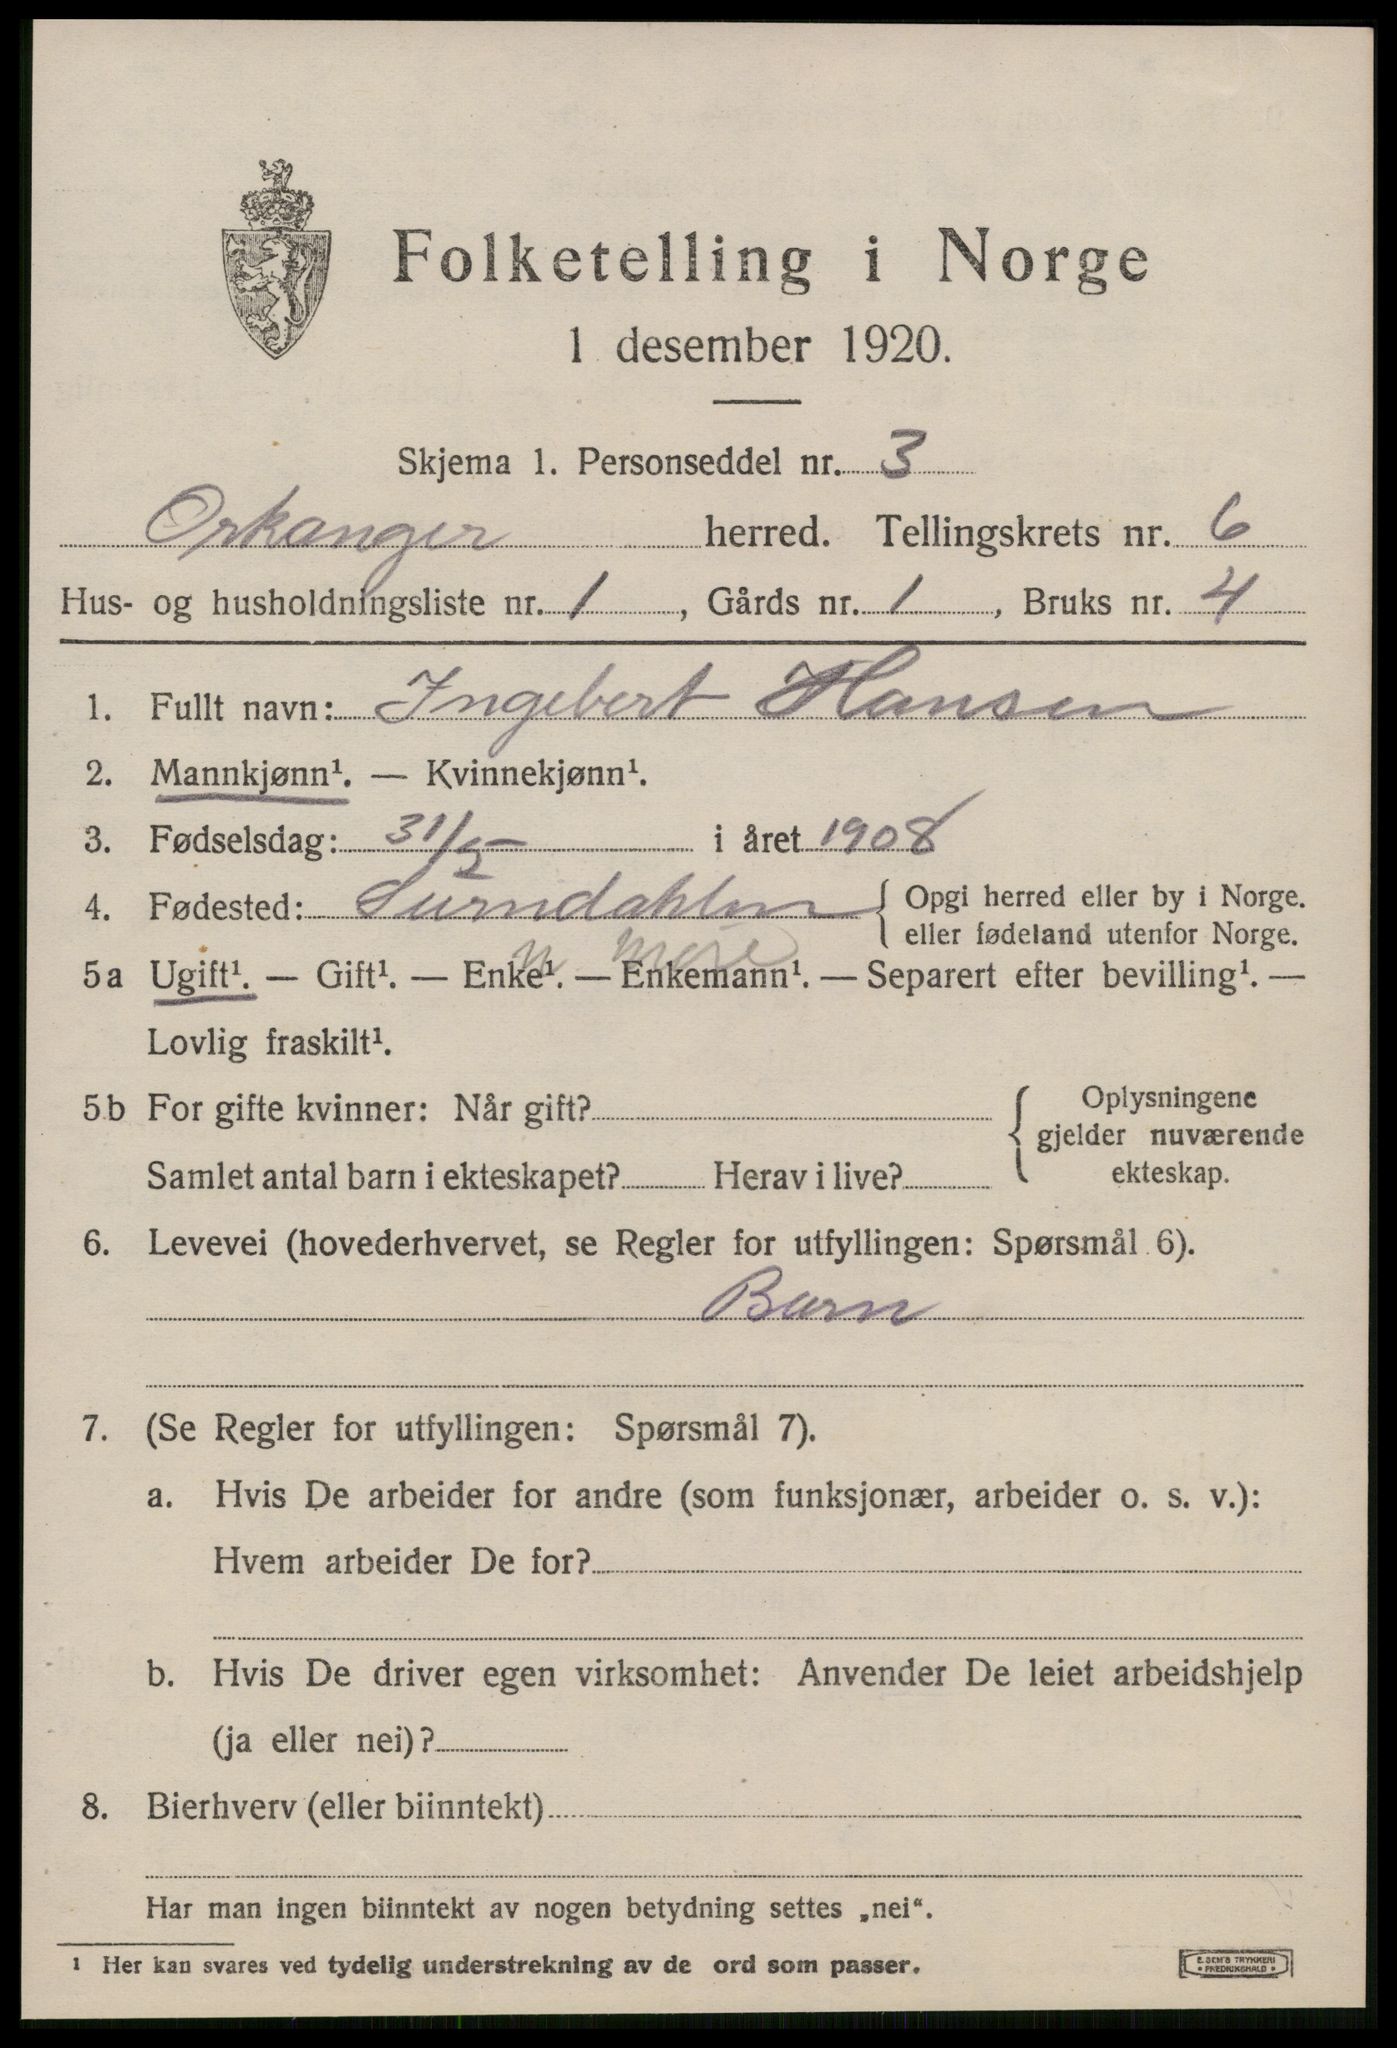 Folketelling i Norge
1 desember 1920.
Skjema 1. Personseddel nr. 3
Orkanger herred. Tellingskrets nr. 6
Hus- og husholdningsliste nr. 1, Gårds nr. 1, Bruks nr. 4
1. Fullt navn: Ingebert Hansen
2. Mannkjønn¹. — Kvinnekjønn¹.
3. Fødselsdag: 31/5 i året 1908
4. Fødested: Surndahlen { Opgi herred eller by i Norge.
eller fødeland utenfor Norge.
N Møre
5a Ugift¹. — Gift¹. — Enke¹. — Enkemann¹. — Separert efter bevilling¹. —
Lovlig fraskilt¹.
5b For gifte kvinner: Når gift? { Oplysningene
gjelder nuværende
ekteskap.
Samlet antal barn i ekteskapet? Herav i live?
6. Levevei (hovederhvervet, se Regler for utfyllingen: Spørsmål 6).
Barn
7. (Se Regler for utfyllingen: Spørsmål 7).
a. Hvis De arbeider for andre (som funksjonær, arbeider o. s. v.):
Hvem arbeider De for?
b. Hvis De driver egen virksomhet: Anvender De leiet arbeidshjelp
(ja eller nei)?
8. Bierhverv (eller biinntekt)
Har man ingen biinntekt av nogen betydning settes „nei“.
¹ Her kan svares ved tydelig understrekning av de ord som passer.
E. SEM'S TRYKKERI
• FREDRIKSHALD •